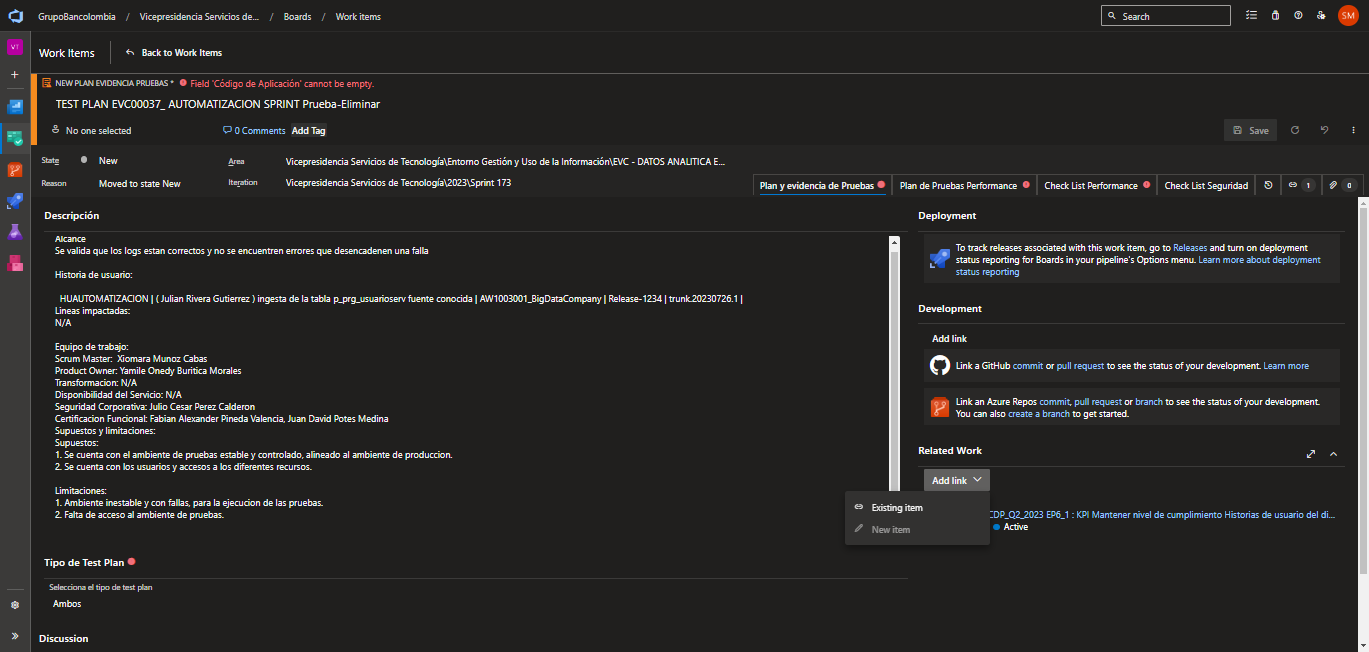 GrupoBancolombia / Vicepresidencia Servicios de... / Boards / Work items
Search
SM
VT
Work Items
Back to Work Items
NEW PLAN EVIDENCIA PRUEBAS * Field 'Código de Aplicación' cannot be empty.
TEST PLAN EVC00037_ AUTOMATIZACION SPRINT Prueba-Eliminar
No one selected
0 Comments
Add Tag
Save
State
New
Area
Vicepresidencia Servicios de Tecnología\Entorno Gestión y Uso de la Información\EVC - DATOS ANALITICA E...
Reason
Moved to state New
Iteration
Vicepresidencia Servicios de Tecnología\2023\Sprint 173
Plan y evidencia de Pruebas
Plan de Pruebas Performance
Check List Performance
Check List Seguridad
1
0
Descripción
Alcance
Se valida que los logs estan correctos y no se encuentren errores que desencadenen una falla
Historia de usuario:
HUAUTOMATIZACION | ( Julian Rivera Gutierrez ) ingesta de la tabla p_prg_usuarioserv fuente conocida | AW1003001_BigDataCompany | Release-1234 | trunk.20230726.1 |
Lineas impactadas:
N/A
Equipo de trabajo:
Scrum Master:  Xiomara Munoz Cabas
Product Owner: Yamile Onedy Buritica Morales
Transformacion: N/A
Disponibilidad del Servicio: N/A
Seguridad Corporativa: Julio Cesar Perez Calderon
Certificacion Funcional: Fabian Alexander Pineda Valencia, Juan David Potes Medina
Supuestos y limitaciones:
Supuestos:
1. Se cuenta con el ambiente de pruebas estable y controlado, alineado al ambiente de produccion.
2. Se cuenta con los usuarios y accesos a los diferentes recursos.
Limitaciones:
1. Ambiente inestable y con fallas, para la ejecucion de las pruebas.
2. Falta de acceso al ambiente de pruebas.
Tipo de Test Plan
Selecciona el tipo de test plan
Ambos
Discussion
Deployment
To track releases associated with this work item, go to Releases and turn on deployment
status reporting for Boards in your pipeline's Options menu. Learn more about deployment
status reporting
Development
Add link
Link a GitHub commit or pull request to see the status of your development. Learn more
Link an Azure Repos commit, pull request or branch to see the status of your development.
You can also create a branch to get started.
Related Work
Add link
Existing item
New item
CDP_Q2_2023 EP6_1 : KPI Mantener nivel de cumplimiento Historias de usuario del di...
Active